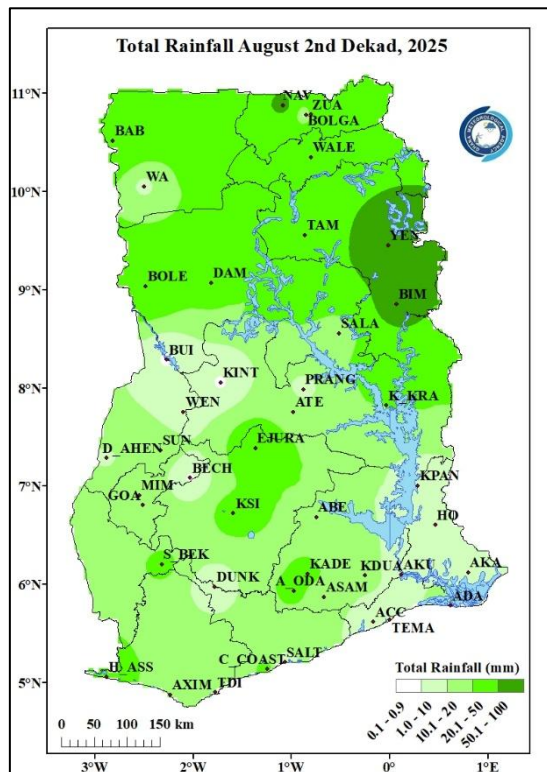 Total Rainfall August 2nd Dekad, 2025
11°N
10°N
9°N
8°N
7°N
6°N
5°N
NAV
ZUA
BOLGA
BAB
WALE
WA
TAM
YEN
BOLE
DAM
BIM
SALA
BUI
KINT
PRANG
WEN
ATE
K_KRA
SUN
EJURA
D_AHEN
BECH
KPAN
MIM
GOA
KSI
ABE
HO
S_BEK
KADE
KDUA
AKU
AKA
DUNK
A_ODA
ASAM
ADA
ACC
TEMA
C_COAST
SALT
H_ASS
AXIM
TDI
Total Rainfall (mm)
0.1 - 0.9
1.0 - 10
10.1 - 20
20.1 - 50
50.1 - 100
0 50 100 150 km
3°W 2°W 1°W 0° 1°E